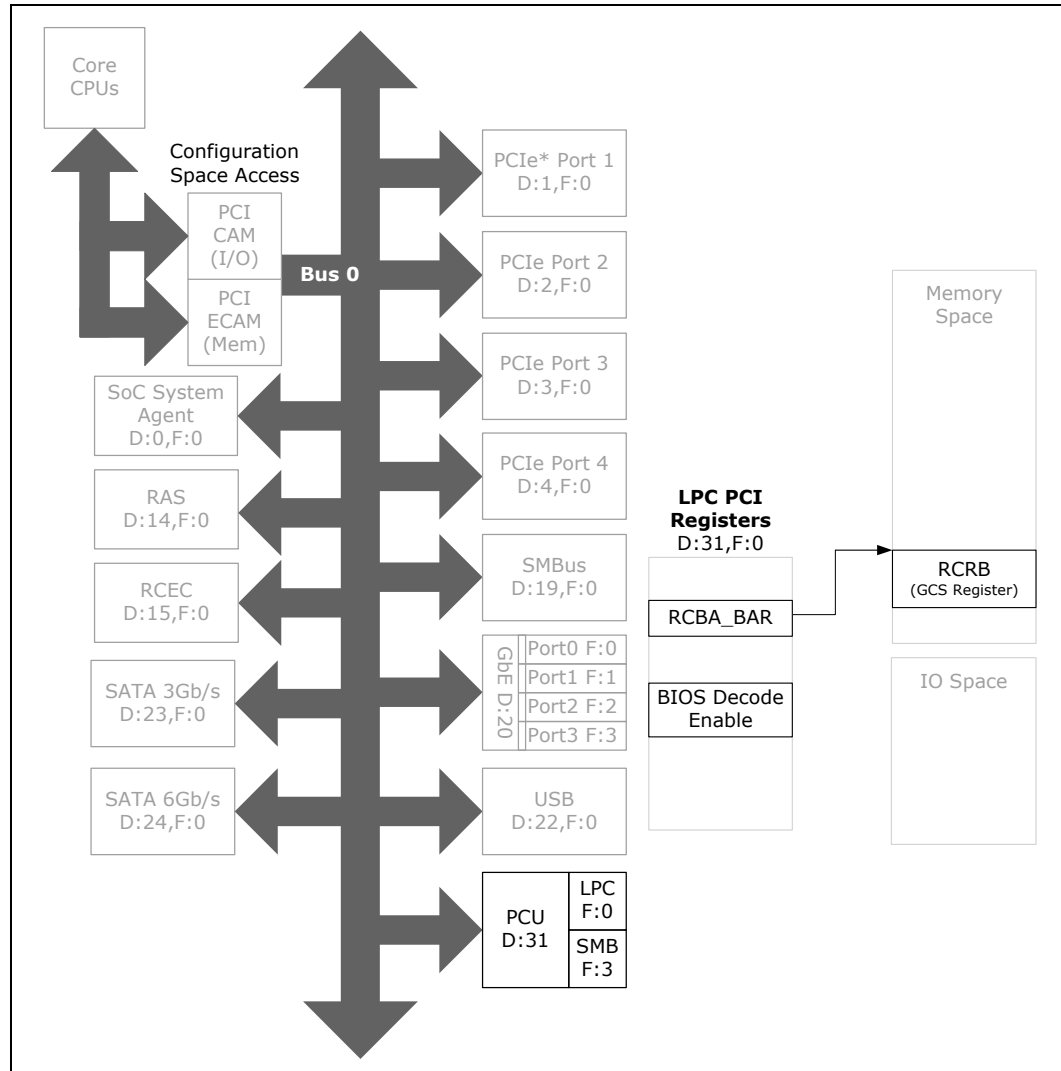 Core
CPUs
Configuration
Space Access
PCI
CAM
(I/O)
PCI
ECAM
(Mem)
Bus 0
SoC System
Agent
D:0,F:0
RAS
D:14,F:0
RCEC
D:15,F:0
SATA 3Gb/s
D:23,F:0
SATA 6Gb/s
D:24,F:0
PCIe* Port 1
D:1,F:0
PCIe Port 2
D:2,F:0
PCIe Port 3
D:3,F:0
PCIe Port 4
D:4,F:0
SMBus
D:19,F:0
GbE D:20
Port0 F:0
Port1 F:1
Port2 F:2
Port3 F:3
USB
D:22,F:0
PCU
D:31
LPC
F:0
SMB
F:3
LPC PCI
Registers
D:31,F:0
RCBA_BAR
BIOS Decode
Enable
Memory
Space
RCRB
(GCS Register)
IO Space